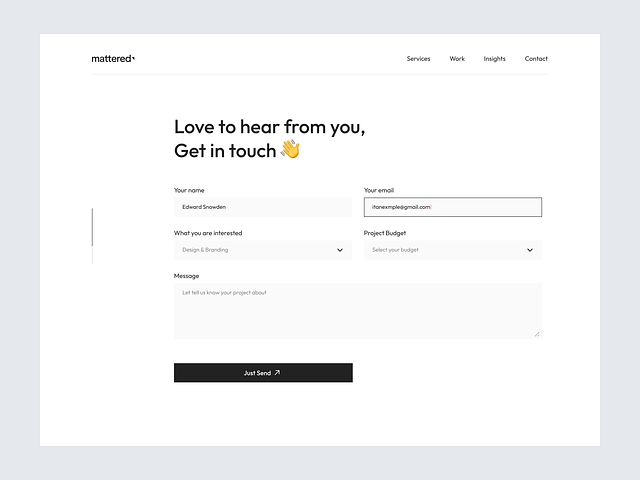 mattered
Services Work Insights Contact
Love to hear from you,
Get in touch 👋
Your name
Your email
Edward Snowden
ifanexmple@gmail.com
What you are interested
Project Budget
Design & Branding
Select your budget
Message
Let tell us know your project about
Just Send